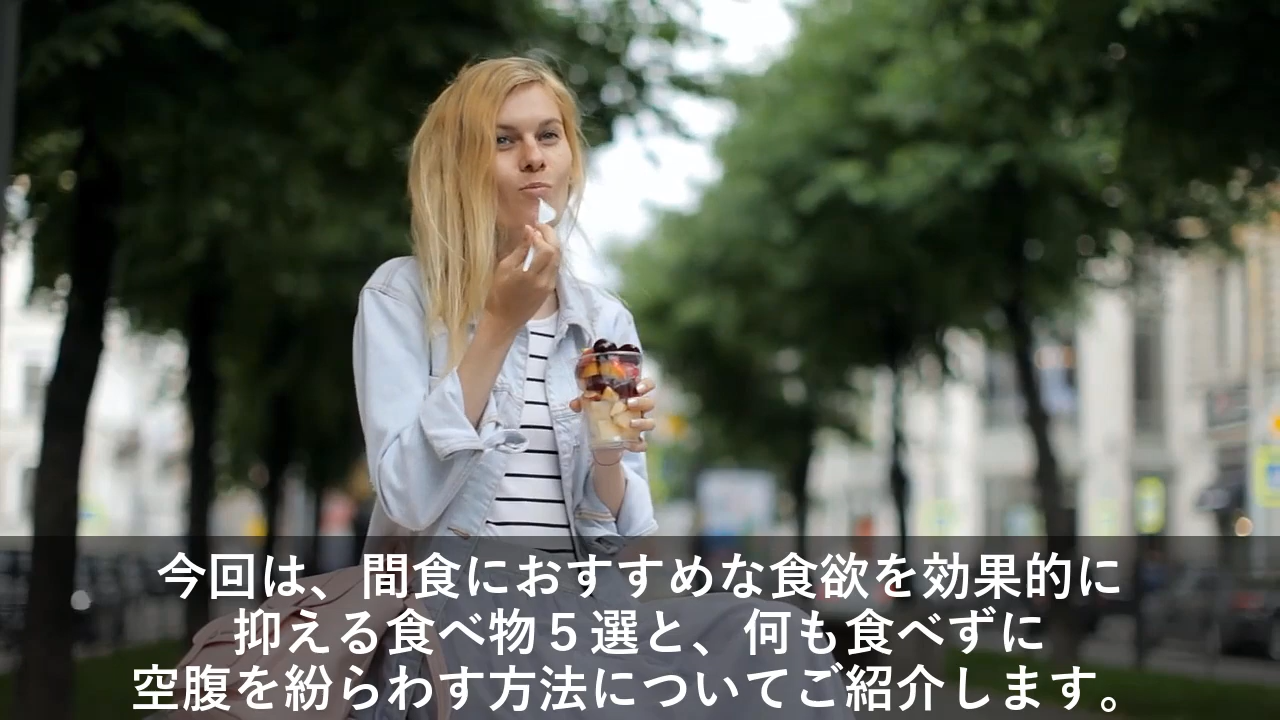 今回は、間食におすすめな食欲を効果的に
抑える食べ物５選と、何も食べずに
空腹を紛らわす方法についてご紹介します。